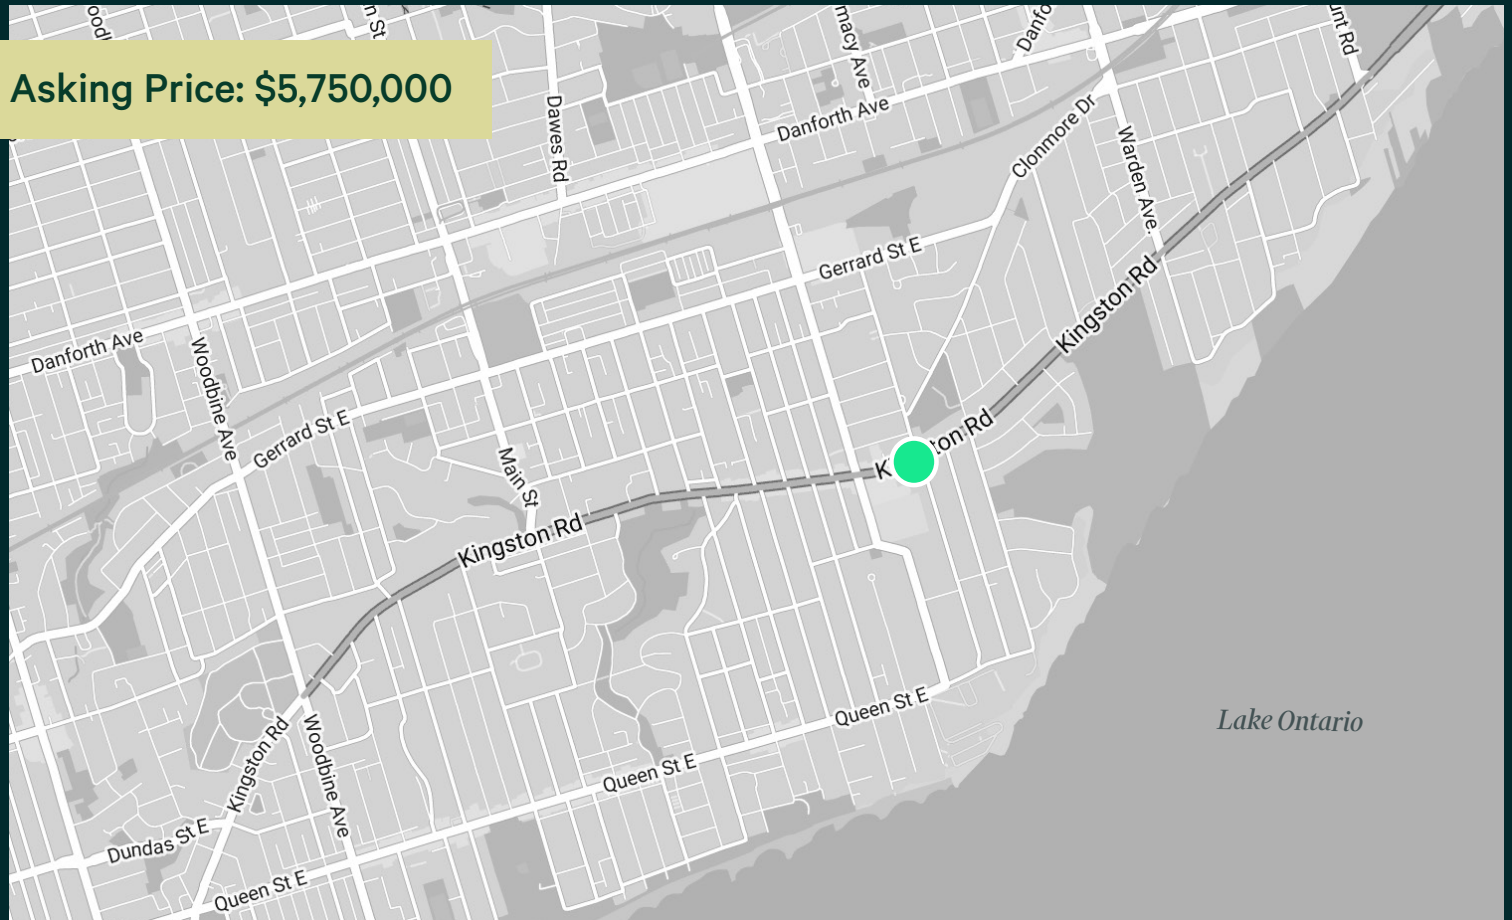 Asking Price: $5,750,000
Dawes Rd
Danforth Ave
Clonmore Dr
Warden Ave.
Gerrard St E
Kingston Rd
Danforth Ave
Woodbine Ave
Gerrard St E
Main St
Kingston Rd
Lake Ontario
Queen St E
Queen St E
Kingston Rd
Woodbine Ave
Dundas St E
Queen St E